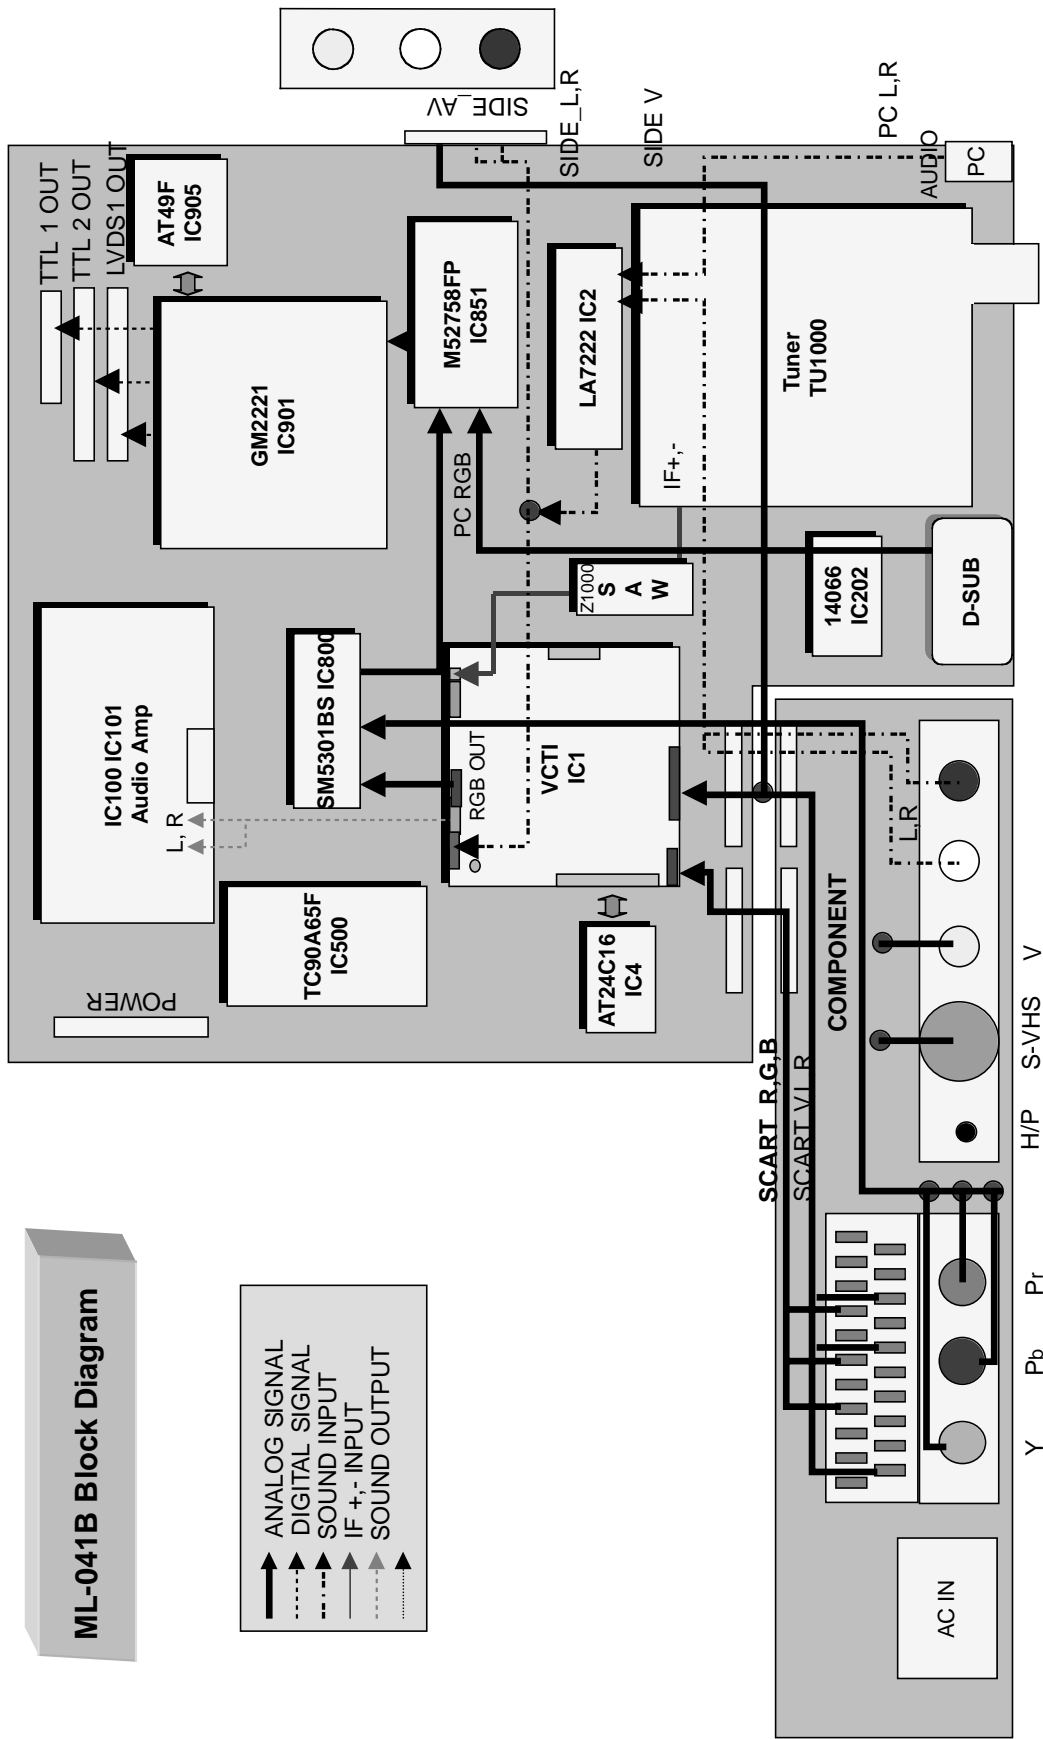 ML-041B Block Diagram
ANALOG SIGNAL
DIGITAL SIGNAL
SOUND INPUT
IF +,- INPUT
SOUND OUTPUT
POWER
IC100 IC101
Audio Amp
L, R
TC90A65F
IC500
SM5301BS IC800
GM2221
IC901
AT49F
IC905
TTL 1 OUT
TTL 2 OUT
LVDS1 OUT
M52758FP
IC851
PC RGB
SIDE_AV
SIDE_L,R
SIDE V
PC L,R
AUDIO
PC
LA7222 IC2
Tuner
TU1000
IF+,-
Z1000
S A W
RGB OUT
VCTI
IC1
AT24C16
IC4
14066
IC202
D-SUB
SCART R,G,B
SCART V,L,R
COMPONENT
L,R
AC IN
Y
Pb
Pr
H/P
S-VHS
V